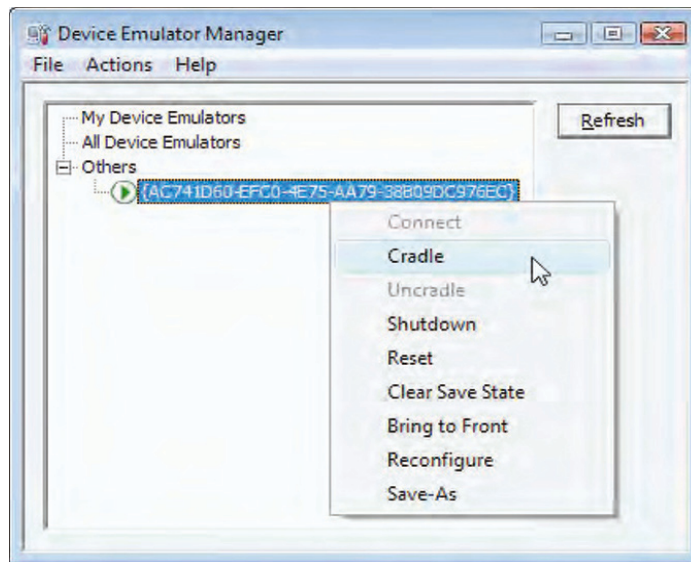 Device Emulator Manager
File Actions Help
My Device Emulators
Refresh
All Device Emulators
Others
{AC741D60-EFC0-4E75-AA79-38B09DC976EC}
Connect
Cradle
Uncradle
Shutdown
Reset
Clear Save State
Bring to Front
Reconfigure
Save-As